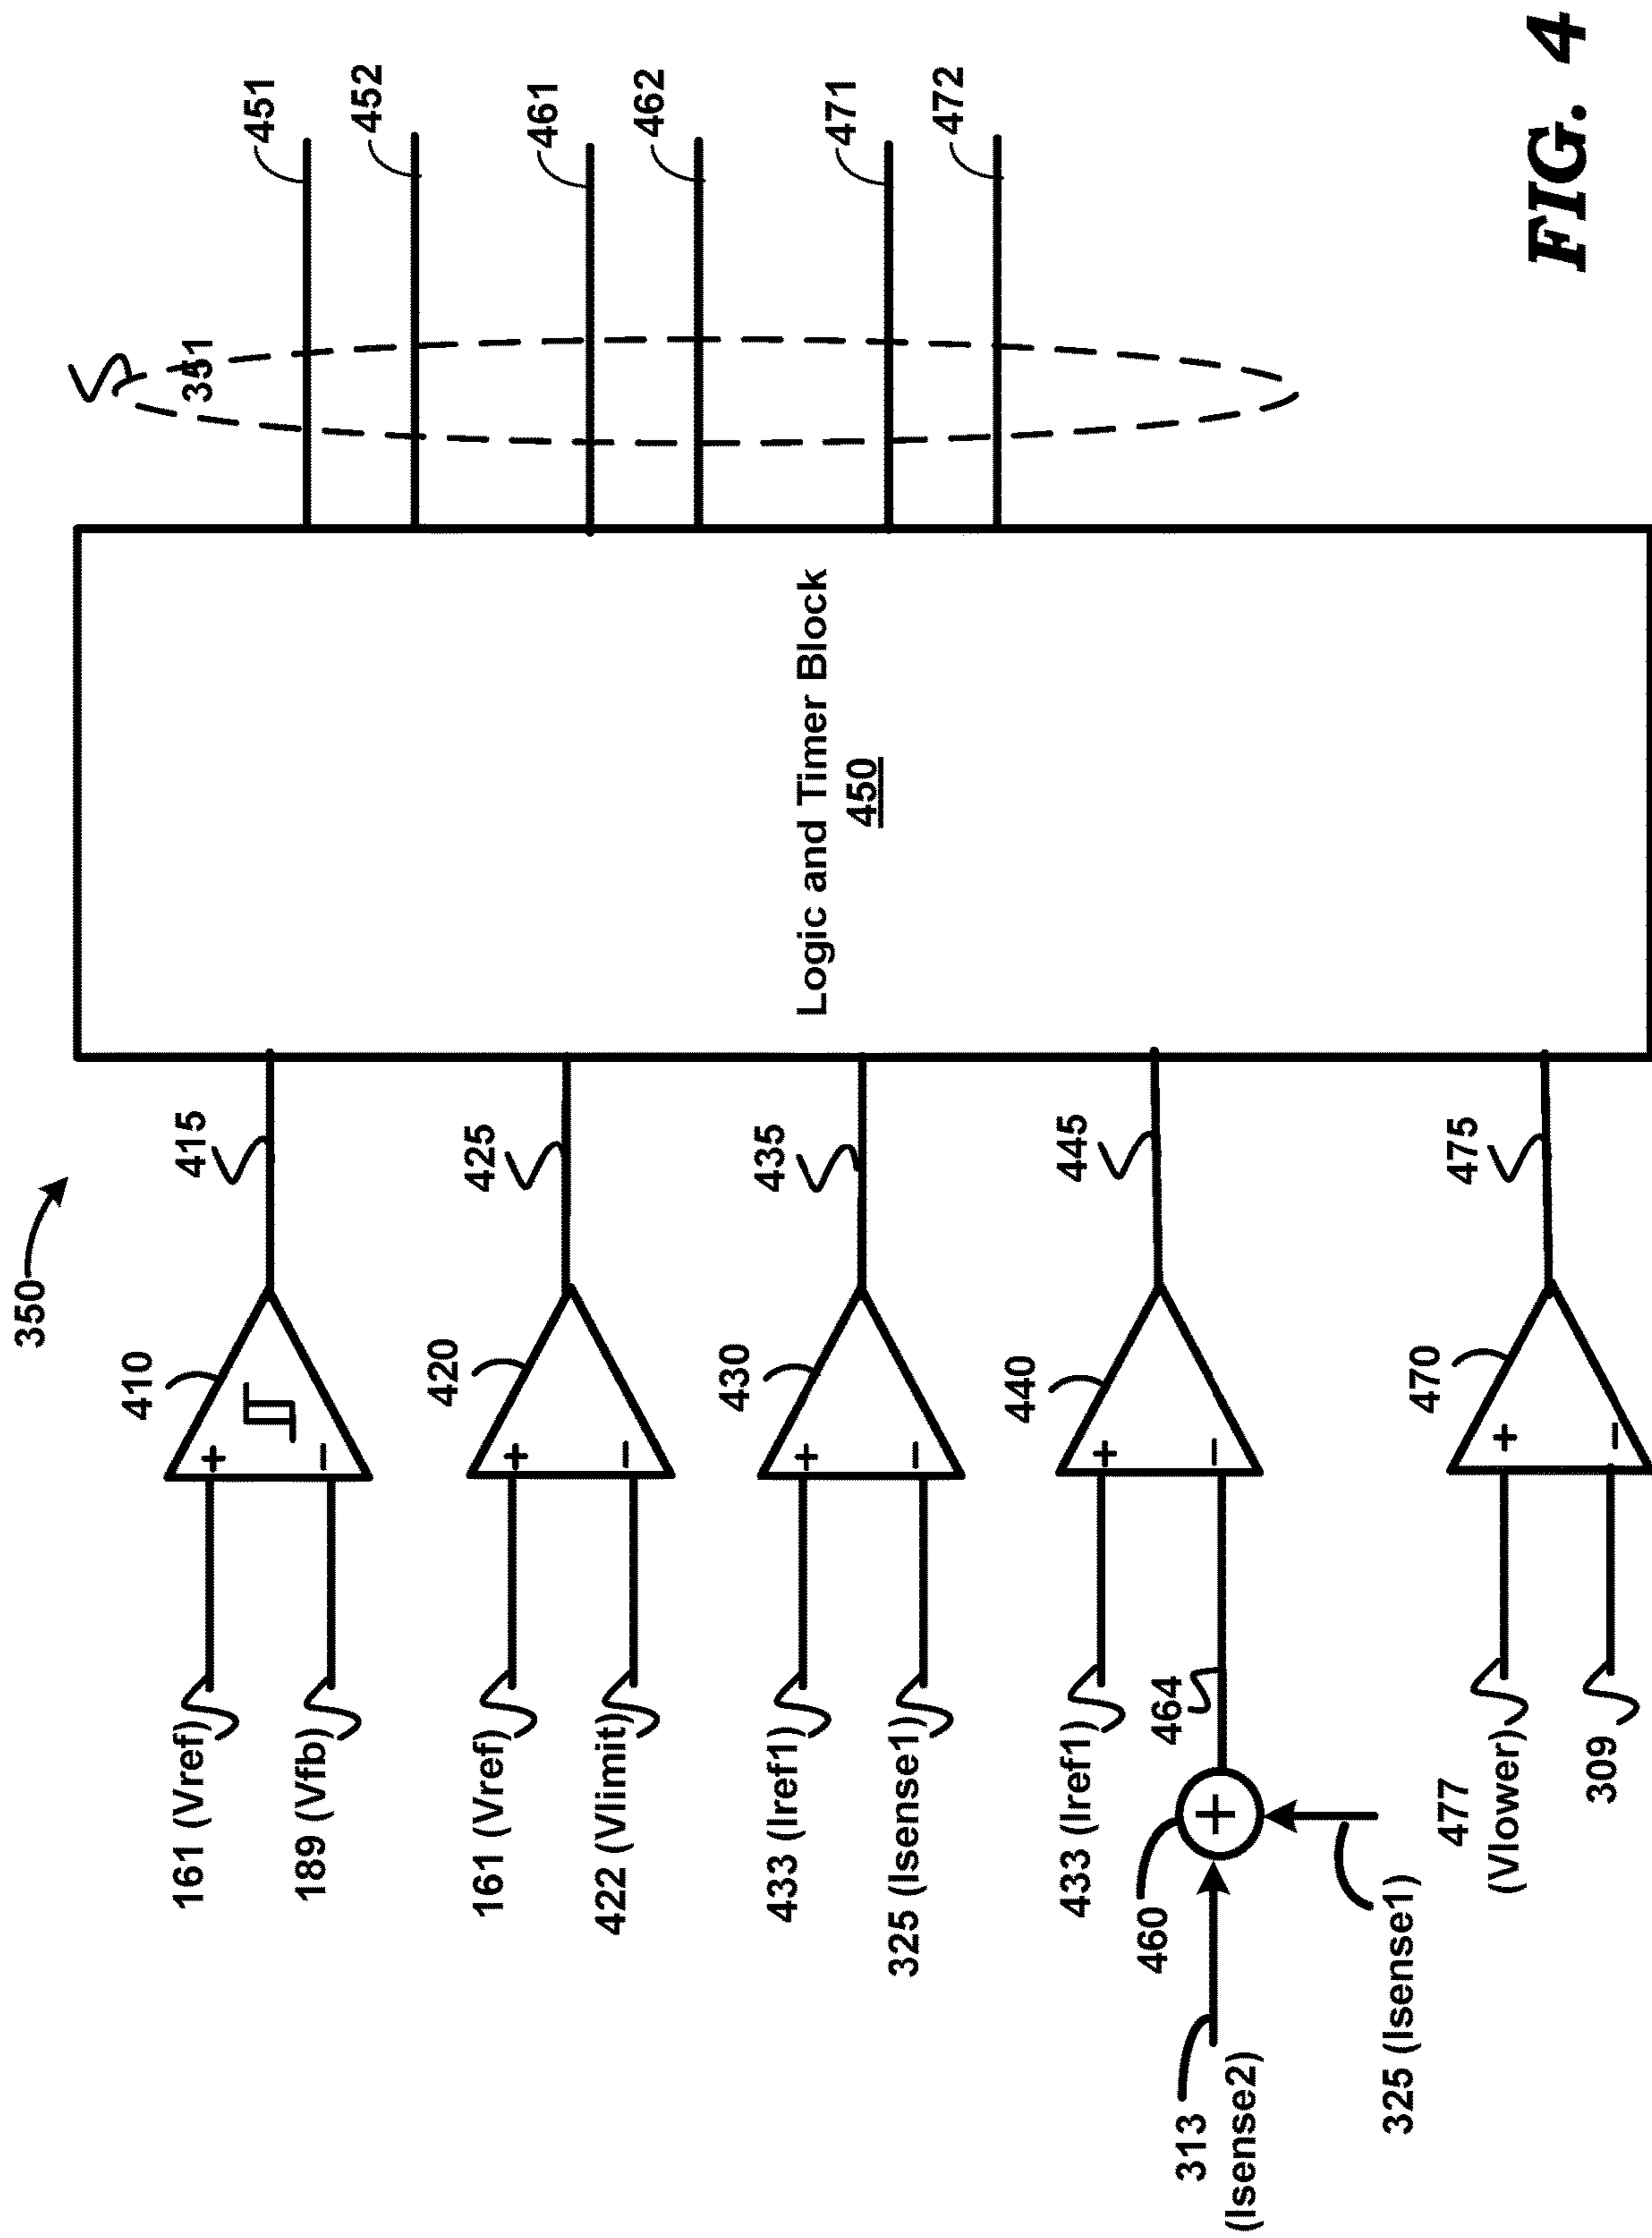 350
161 (Vref)
189 (Vfb)
410
+
−
415
161 (Vref)
422 (Vlimit)
420
+
−
425
433 (Iref1)
325 (Isense1)
430
+
−
435
433 (Iref1)
313
(Isense2)
460
+
325 (Isense1)
464
440
+
−
445
477
(Vlower)
309
470
+
−
475
Logic and Timer Block
450
351
451
452
461
462
471
472
FIG. 4